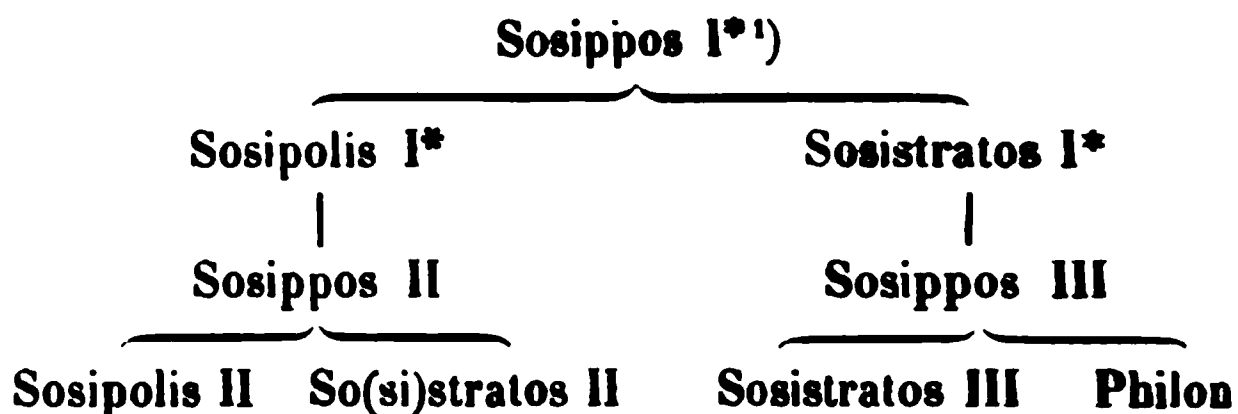 Sosippos I* 1)
Sosipolis I* Sosistratos I*
Sosippos II Sosippos III
Sosipolis II So(si)stratos II Sosistratos III Philon